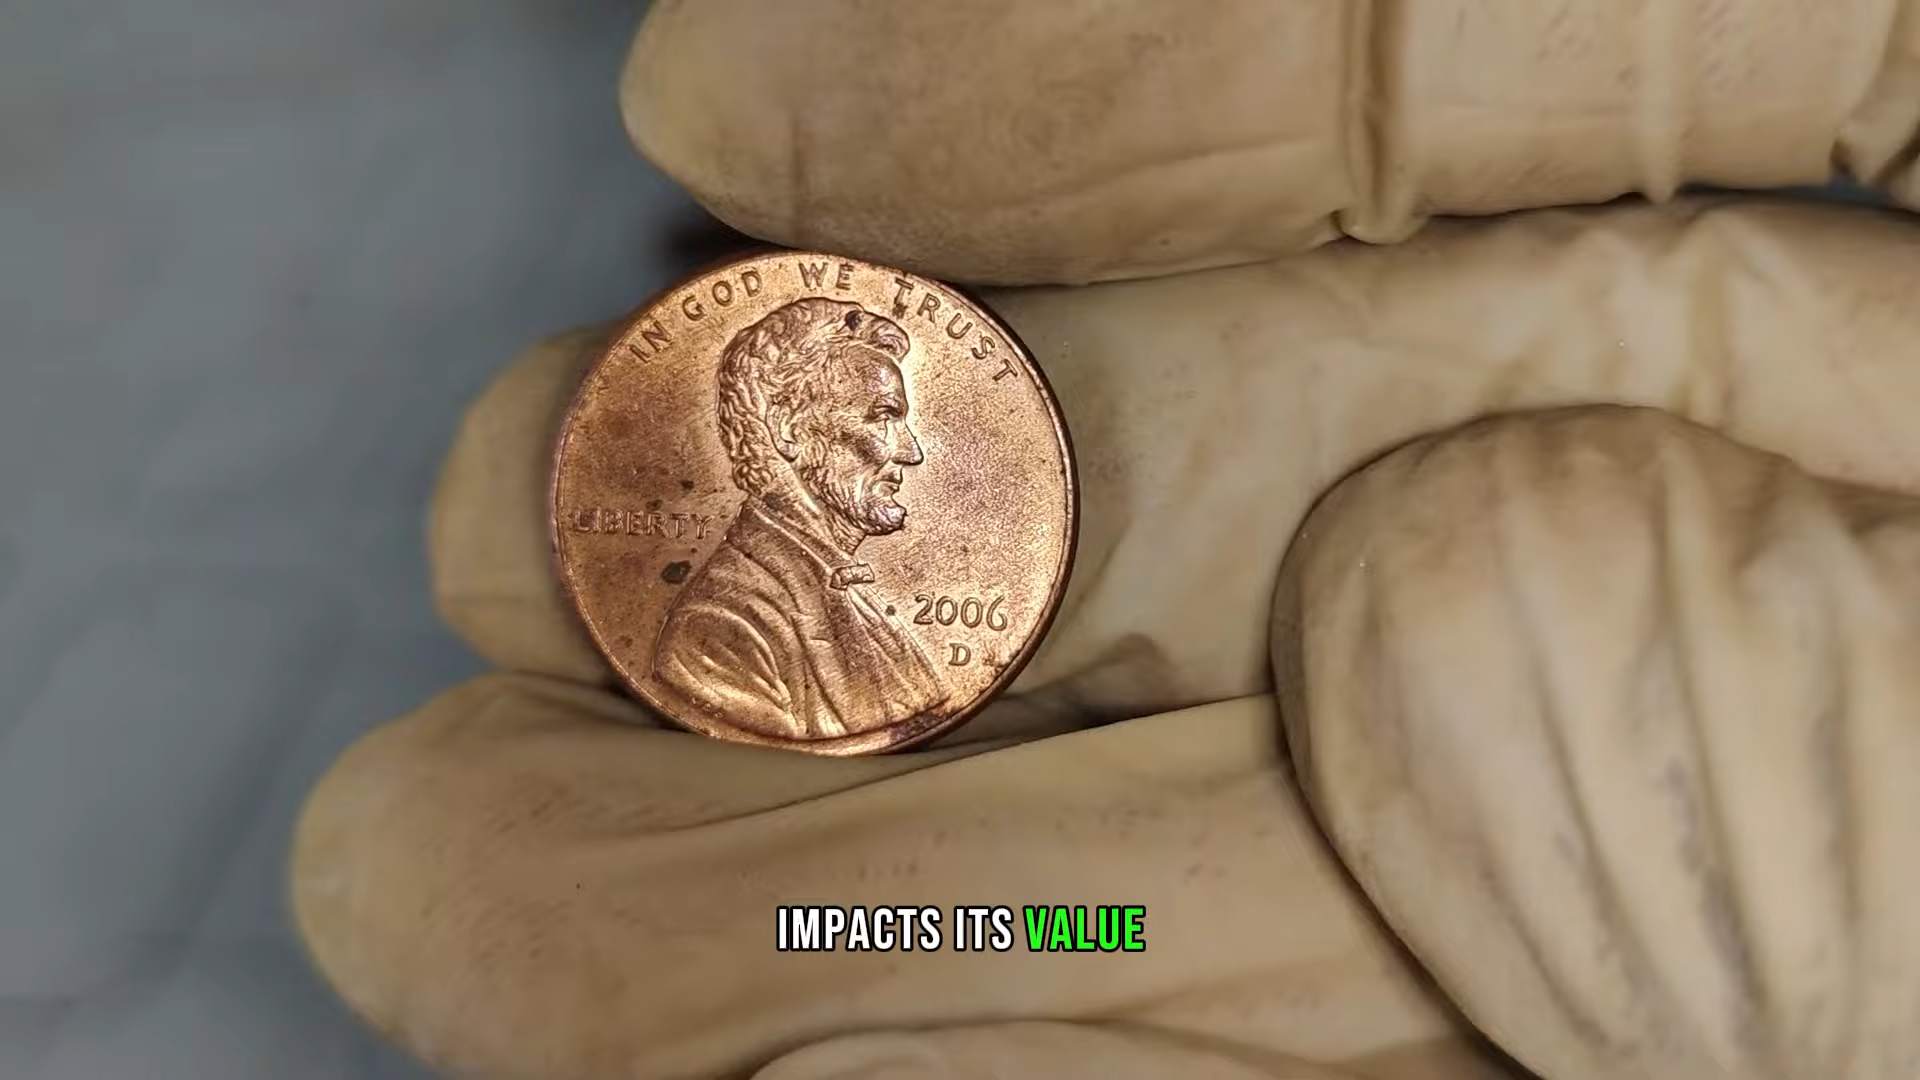 IN GOD WE TRUST
LIBERTY
2006
D
IMPACTS ITS VALUE